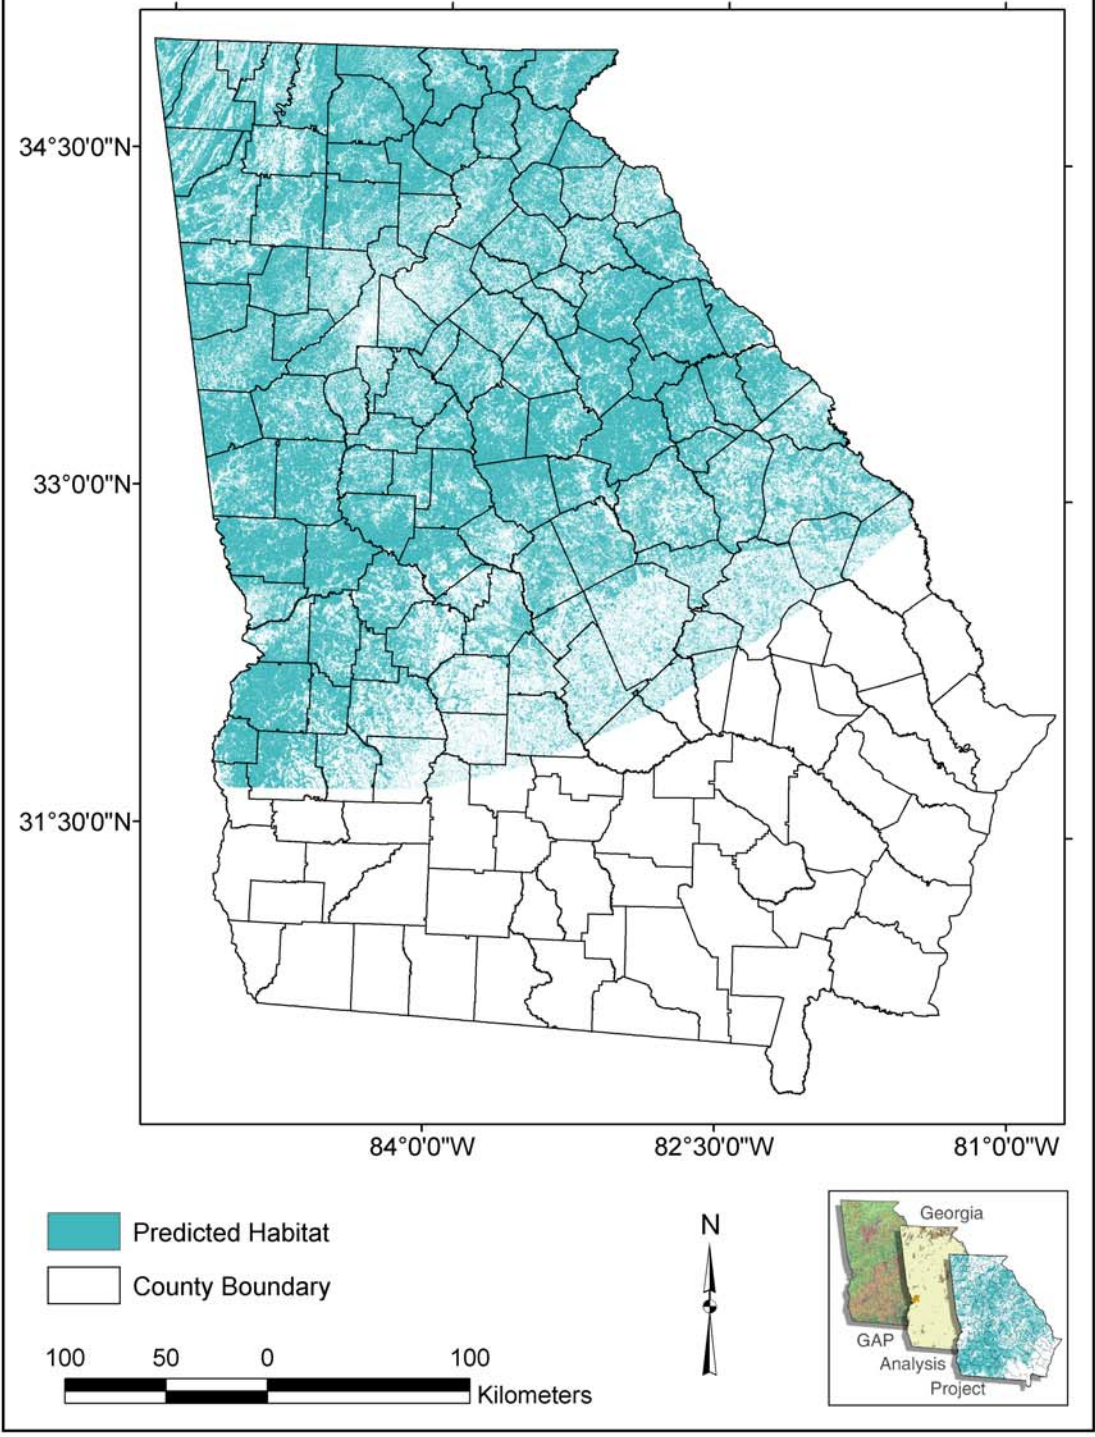 34°30'0"N
33°0'0"N
31°30'0"N
84°0'0"W 82°30'0"W 81°0'0"W
Predicted Habitat
County Boundary
100 50 0 100
Kilometers
N
Georgia
GAP
Analysis
Project